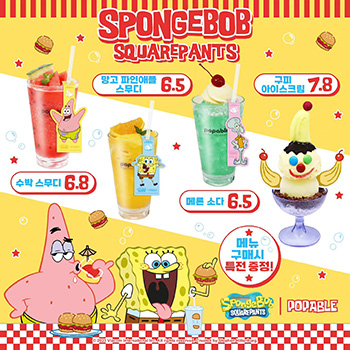 SPONGEBOB
SQUAREPANTS
망고 파인애플
스무디 6.5
구피
아이스크림 7.8
수박 스무디 6.8
메론 소다 6.5
메뉴
구매시
특전 증정!
SpongeBob
SQUAREPANTS
POPABLE